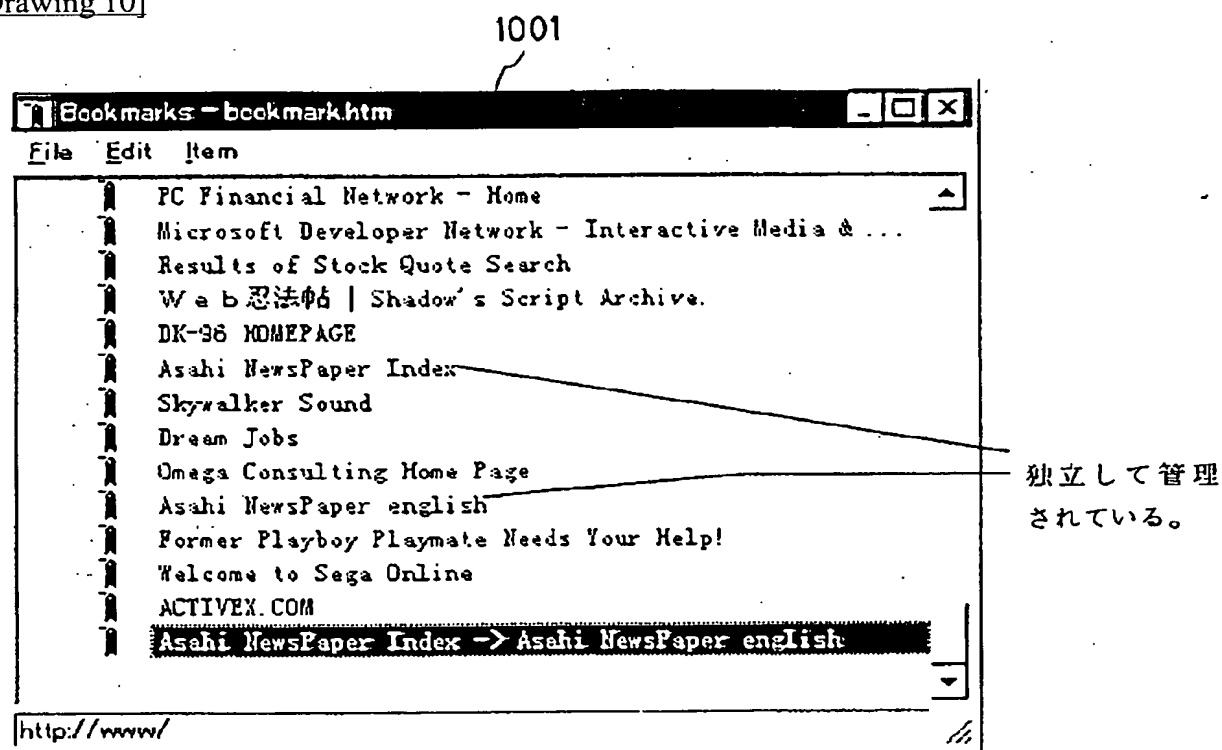 Drawing 10]
1001
Bookmarks - bookmark.htm
File Edit Item
PC Financial Network - Home
Microsoft Developer Network - Interactive Media & ...
Results of Stock Quote Search
Web忍法帖 | Shadow's Script Archive.
DK-96 HOMEPAGE
Asahi NewsPaper Index
Skywalker Sound
Dream Jobs
Omega Consulting Home Page
Asahi NewsPaper english
Former Playboy Playmate Needs Your Help!
Welcome to Sega Online
ACTIVEX.COM
Asahi NewsPaper Index -> Asahi NewsPaper english
独立して管理
されている。
http://www/